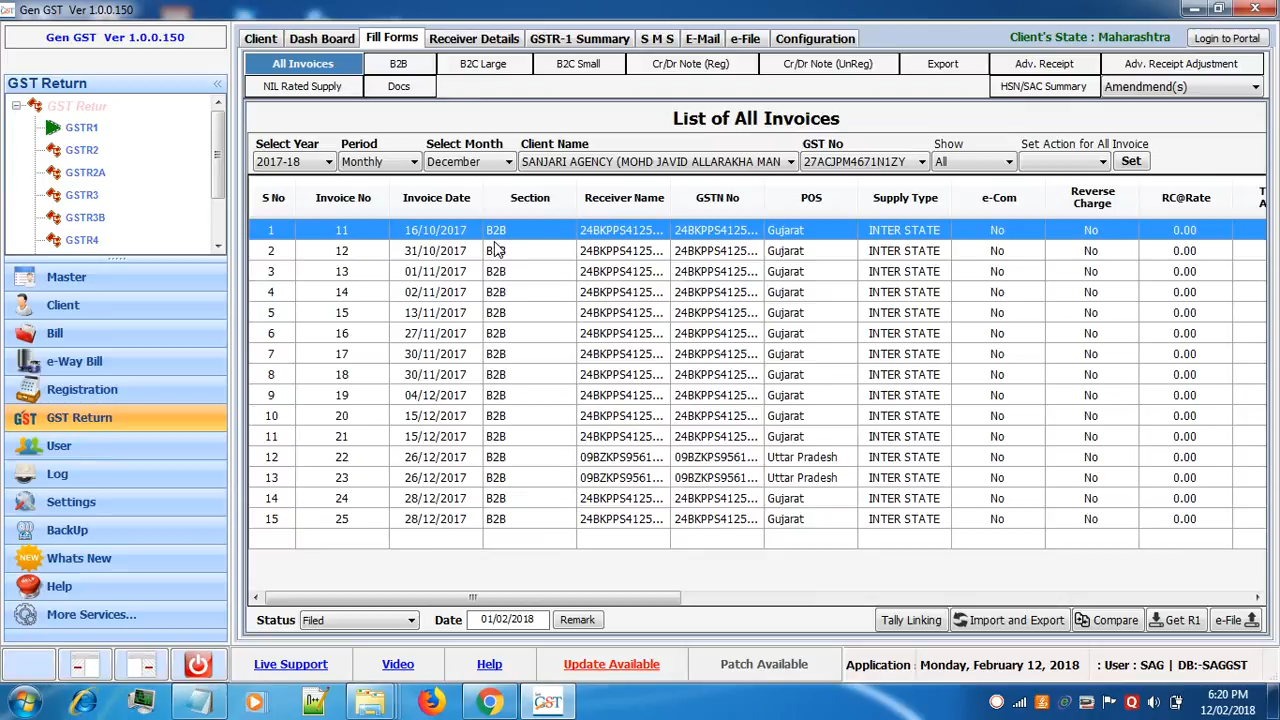 Gen GST Ver 1.0.0.150
Gen GST Ver 1.0.0.150
Client Dash Board Fill Forms Receiver Details GSTR-1 Summary S M S E-Mail e-File Configuration Client's State : Maharashtra Login to Portal
All Invoices B2B B2C Large B2C Small Cr/Dr Note (Reg) Cr/Dr Note (UnReg) Export Adv. Receipt Adv. Receipt Adjustment
NIL Rated Supply Docs HSN/SAC Summary Amendmend(s)
GST Return
GST Retur
GSTR1
GSTR2
GSTR2A
GSTR3
GSTR3B
GSTR4
Master
Client
Bill
e-Way Bill
Registration
GST Return
User
Log
Settings
BackUp
Whats New
Help
More Services...
List of All Invoices
Select Year Period Select Month Client Name GST No Show Set Action for All Invoice
2017-18 Monthly December SANJARI AGENCY (MOHD JAVID ALLARAKHA MAN 27ACJPM4671N1ZY All Set
S No Invoice No Invoice Date Section Receiver Name GSTN No POS Supply Type e-Com Reverse Charge RC@Rate T A
1 11 16/10/2017 B2B 24BKPPS4125... 24BKPPS4125... Gujarat INTER STATE No No 0.00
2 12 31/10/2017 B2B 24BKPPS4125... 24BKPPS4125... Gujarat INTER STATE No No 0.00
3 13 01/11/2017 B2B 24BKPPS4125... 24BKPPS4125... Gujarat INTER STATE No No 0.00
4 14 02/11/2017 B2B 24BKPPS4125... 24BKPPS4125... Gujarat INTER STATE No No 0.00
5 15 13/11/2017 B2B 24BKPPS4125... 24BKPPS4125... Gujarat INTER STATE No No 0.00
6 16 27/11/2017 B2B 24BKPPS4125... 24BKPPS4125... Gujarat INTER STATE No No 0.00
7 17 30/11/2017 B2B 24BKPPS4125... 24BKPPS4125... Gujarat INTER STATE No No 0.00
8 18 30/11/2017 B2B 24BKPPS4125... 24BKPPS4125... Gujarat INTER STATE No No 0.00
9 19 04/12/2017 B2B 24BKPPS4125... 24BKPPS4125... Gujarat INTER STATE No No 0.00
10 20 15/12/2017 B2B 24BKPPS4125... 24BKPPS4125... Gujarat INTER STATE No No 0.00
11 21 15/12/2017 B2B 24BKPPS4125... 24BKPPS4125... Gujarat INTER STATE No No 0.00
12 22 26/12/2017 B2B 09BZKPS9561... 09BZKPS9561... Uttar Pradesh INTER STATE No No 0.00
13 23 26/12/2017 B2B 09BZKPS9561... 09BZKPS9561... Uttar Pradesh INTER STATE No No 0.00
14 24 28/12/2017 B2B 24BKPPS4125... 24BKPPS4125... Gujarat INTER STATE No No 0.00
15 25 28/12/2017 B2B 24BKPPS4125... 24BKPPS4125... Gujarat INTER STATE No No 0.00
Status Filed Date 01/02/2018 Remark Tally Linking Import and Export Compare Get R1 e-File
Live Support Video Help Update Available Patch Available Application Monday, February 12, 2018 : User : SAG | DB:-SAGGST
6:20 PM
12/02/2018